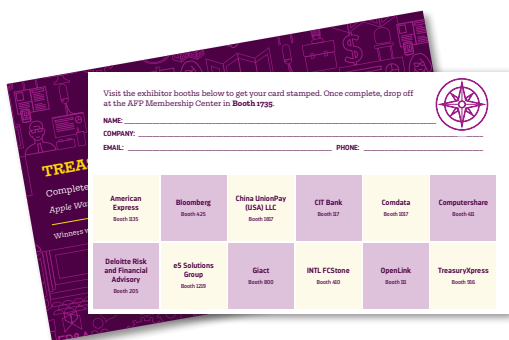 TREAS
Complete
Apple Wa
Winners w
Visit the exhibitor booths below to get your card stamped. Once complete, drop off
at the AFP Membership Center in Booth 1735.
NAME:
COMPANY:
EMAIL: PHONE:
American
Express
Booth 1135
Bloomberg
Booth 425
China UnionPay
(USA) LLC
Booth 1867
CIT Bank
Booth 117
Comdata
Booth 1017
Computershare
Booth 411
Deloitte Risk
and Financial
Advisory
Booth 205
e5 Solutions
Group
Booth 1219
Giact
Booth 800
INTL FCStone
Booth 410
OpenLink
Booth 111
TreasuryXpress
Booth 516